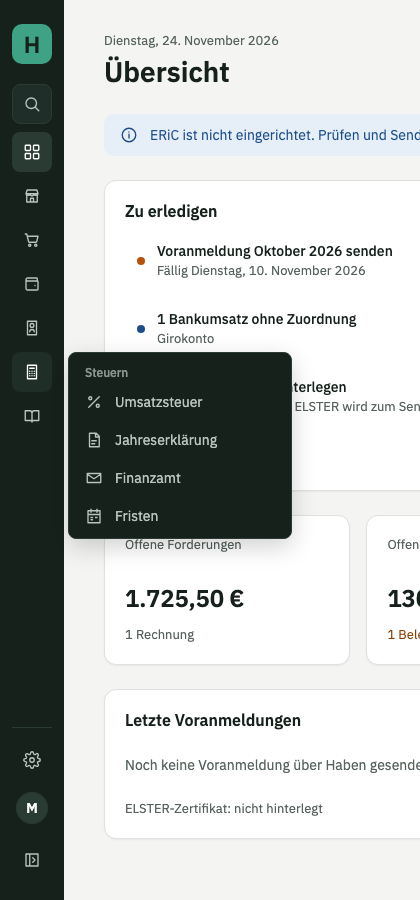 H
Dienstag, 24. November 2026
Übersicht
ERiC ist nicht eingerichtet. Prüfen und Send
Zu erledigen
Voranmeldung Oktober 2026 senden
Fällig Dienstag, 10. November 2026
1 Bankumsatz ohne Zuordnung
Girokonto
nterlegen
ELSTER wird zum Sen
Steuern
Umsatzsteuer
Jahreserklärung
Finanzamt
Fristen
Offene Forderungen
1.725,50 €
1 Rechnung
Offen
130
1 Bele
Letzte Voranmeldungen
Noch keine Voranmeldung über Haben gesende
ELSTER-Zertifikat: nicht hinterlegt
M